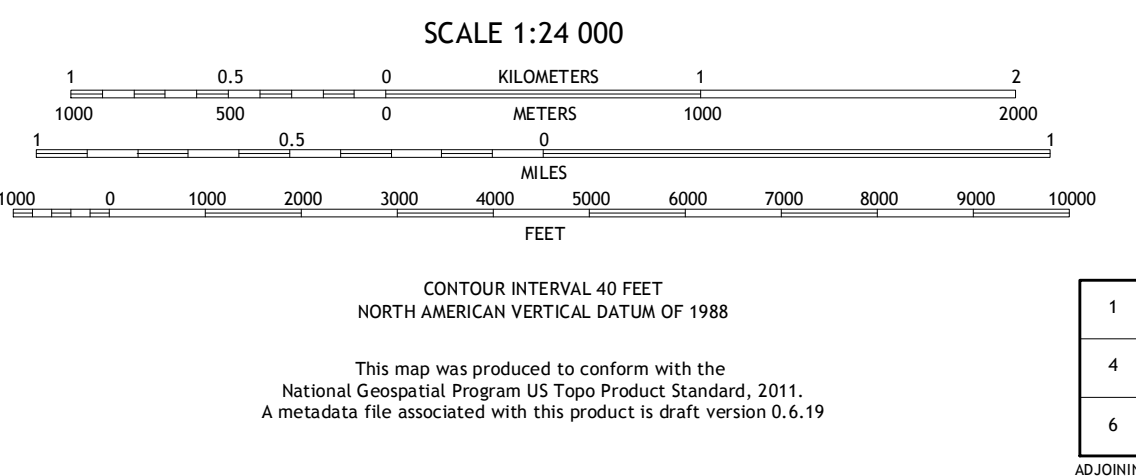 SCALE 1:24 000
1 0.5 0 KILOMETERS 1 2
1000 500 0 METERS 1000 2000
1 0.5 0 1
MILES
1000 0 1000 2000 3000 4000 5000 6000 7000 8000 9000 10000
FEET
CONTOUR INTERVAL 40 FEET
NORTH AMERICAN VERTICAL DATUM OF 1988
This map was produced to conform with the
National Geospatial Program US Topo Product Standard, 2011.
A metadata file associated with this product is draft version 0.6.19
1
4
6
ADJOININ